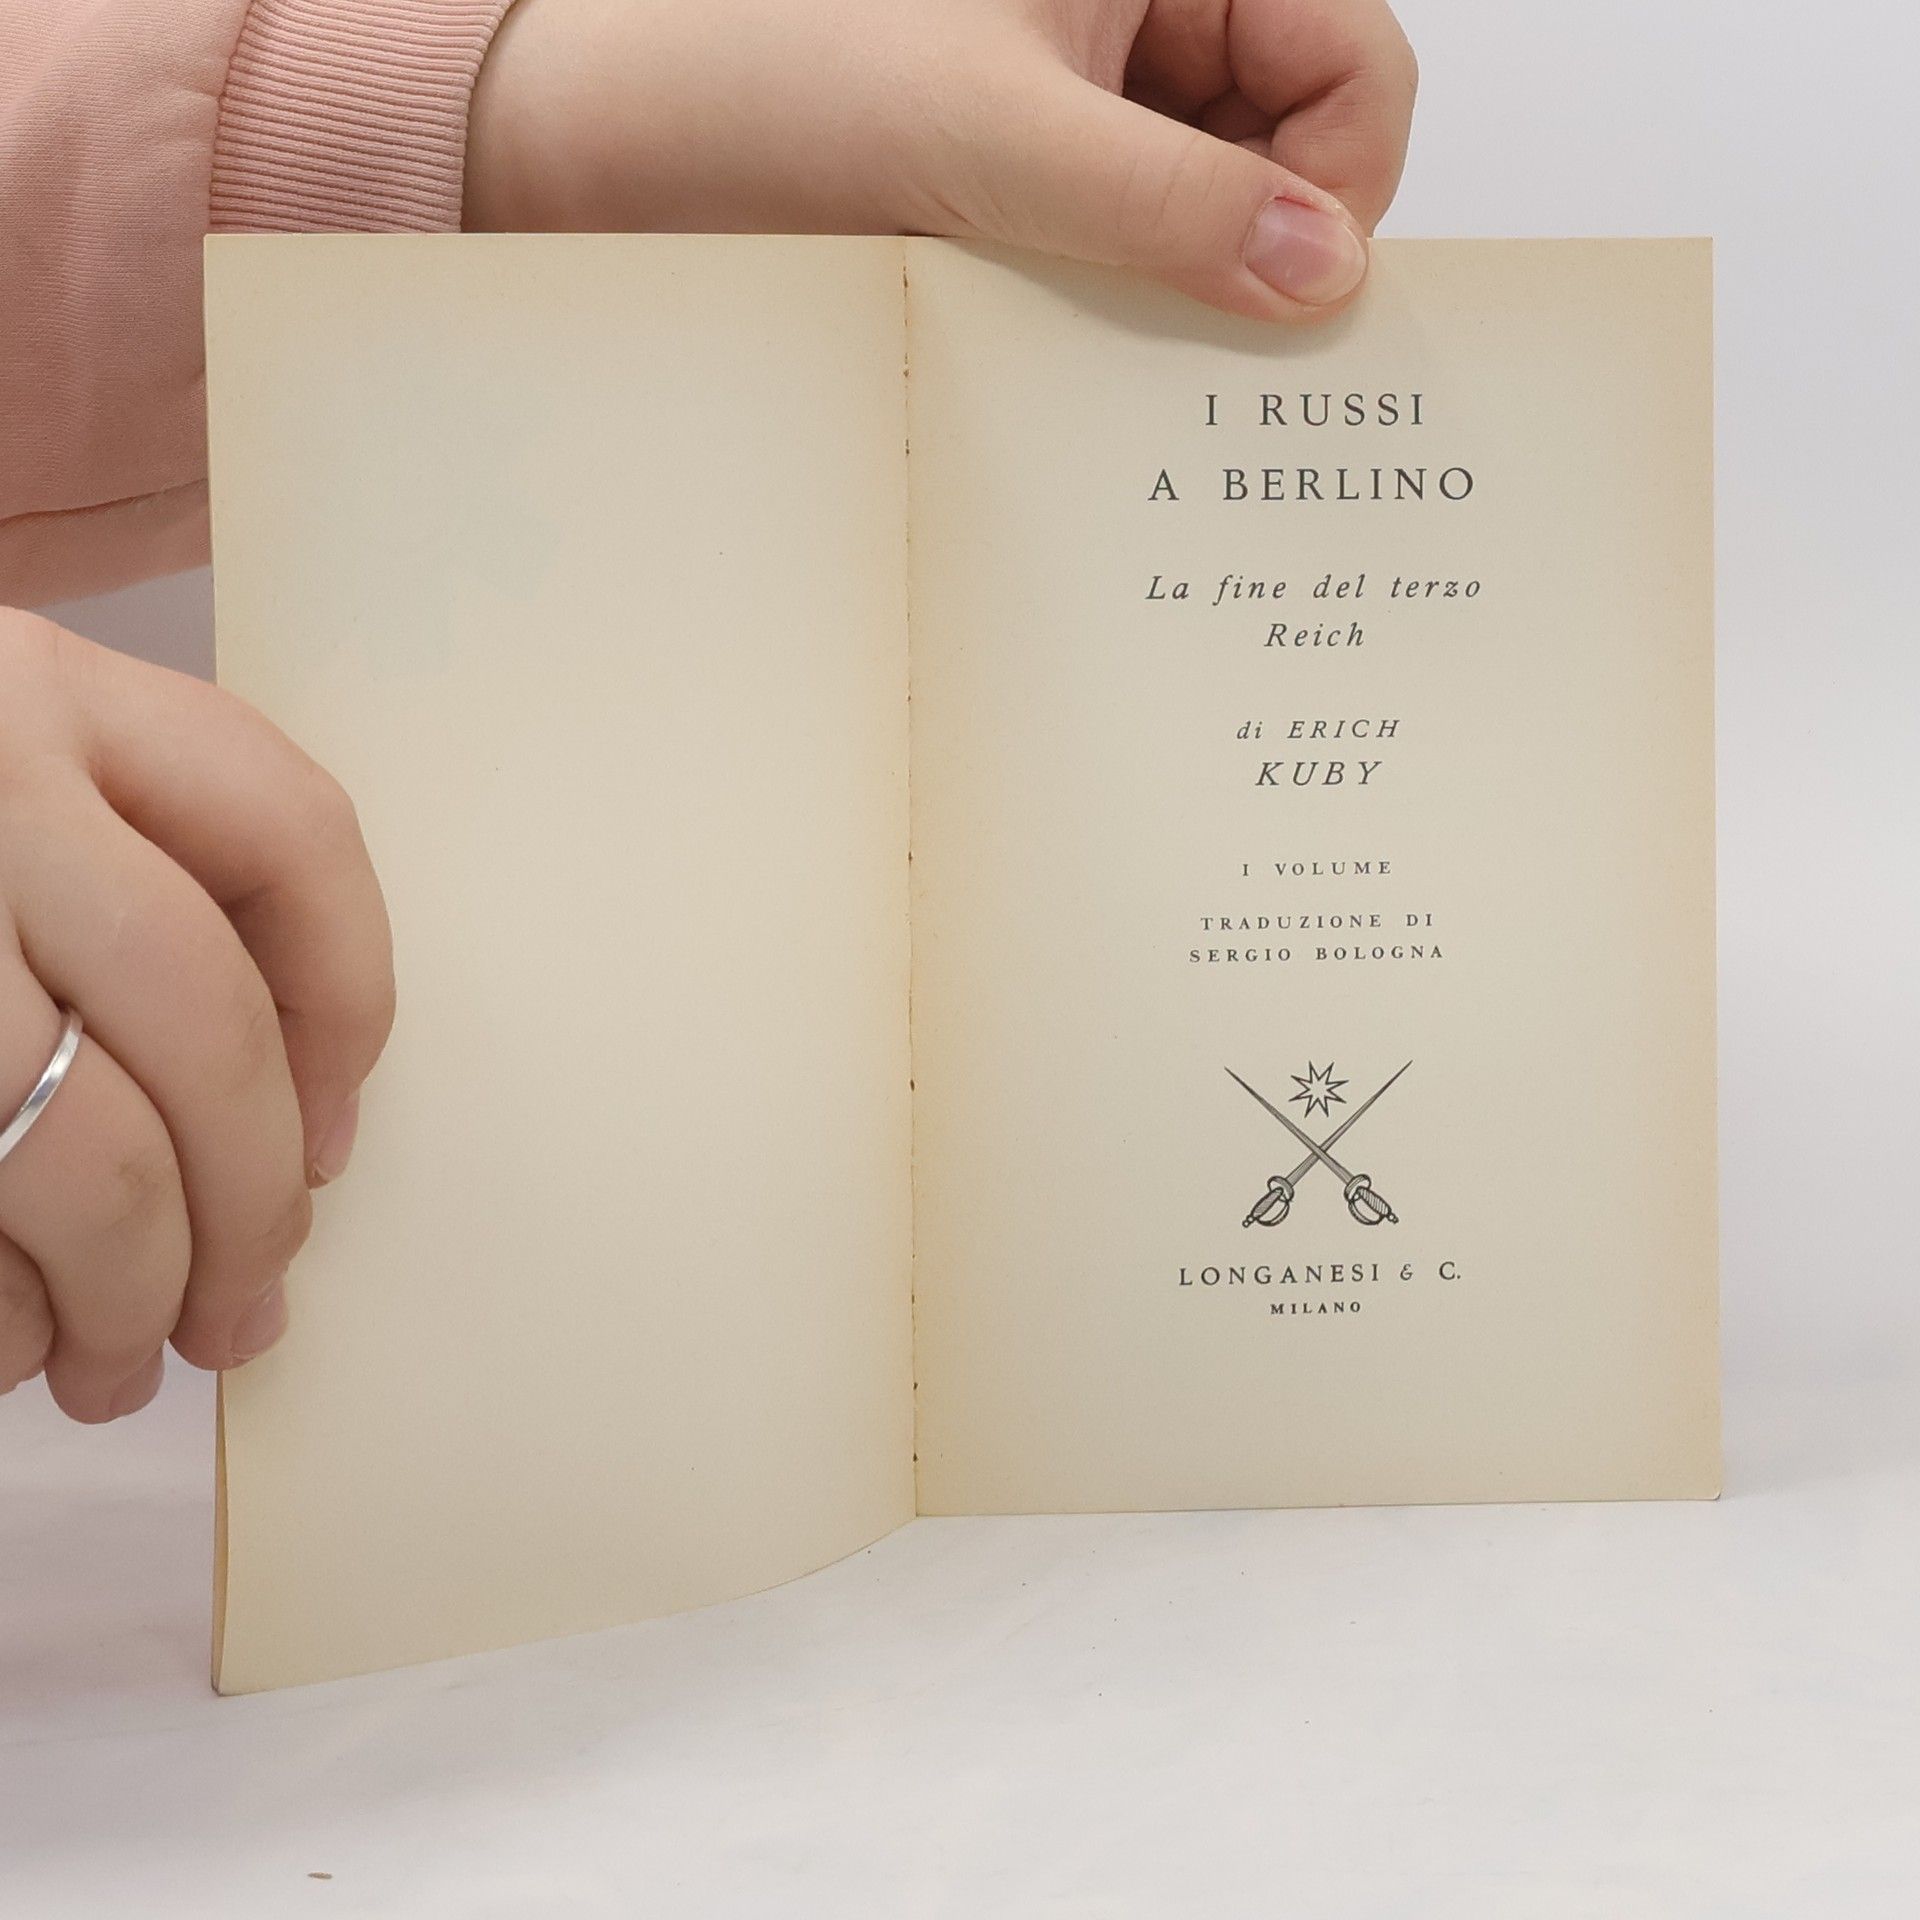 I RUSSI
A BERLINO
La fine del terzo
Reich
di ERICH
KUBY
I VOLUME
TRADUZIONE DI
SERGIO BOLOGNA
LONGANESI & C.
MILANO